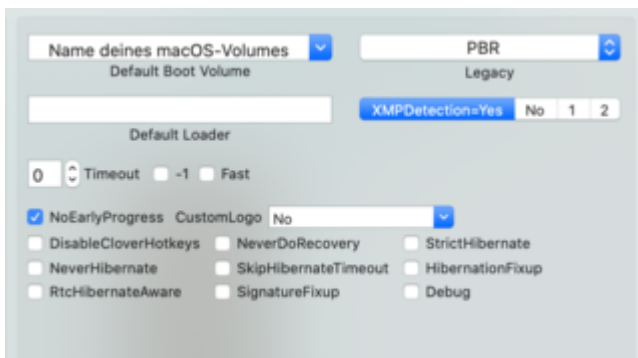 Name deines macOS-Volumes PBR
Default Boot Volume Legacy
XMPDetection=Yes No 1 2
Default Loader
0 Timeout -1 Fast
NoEarlyProgress CustomLogo No
DisableCloverHotkeys NeverDoRecovery StrictHibernate
NeverHibernate SkipHibernateTimeout HibernationFixup
RtcHibernateAware SignatureFixup Debug